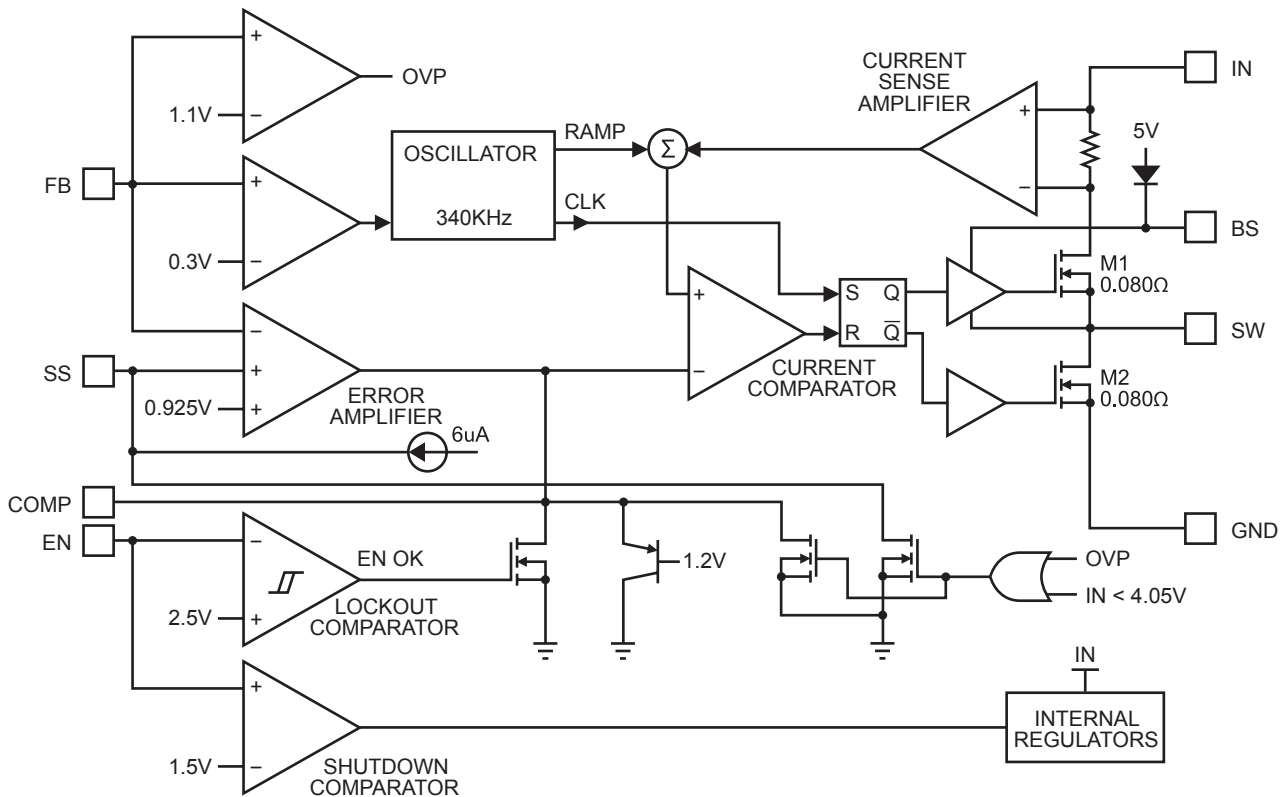 +
OVP
1.1V
−
FB
+
0.3V
−
OSCILLATOR
340KHz
RAMP
Σ
CLK
CURRENT
SENSE
AMPLIFIER
+
−
IN
5V
BS
M1
0.080Ω
SW
M2
0.080Ω
GND
+
−
CURRENT
COMPARATOR
S Q
R Q̅
SS
−
+
0.925V
+
ERROR
AMPLIFIER
6uA
COMP
EN
−
EN OK
2.5V
+
LOCKOUT
COMPARATOR
1.2V
OVP
IN < 4.05V
+
1.5V
−
SHUTDOWN
COMPARATOR
IN
INTERNAL
REGULATORS